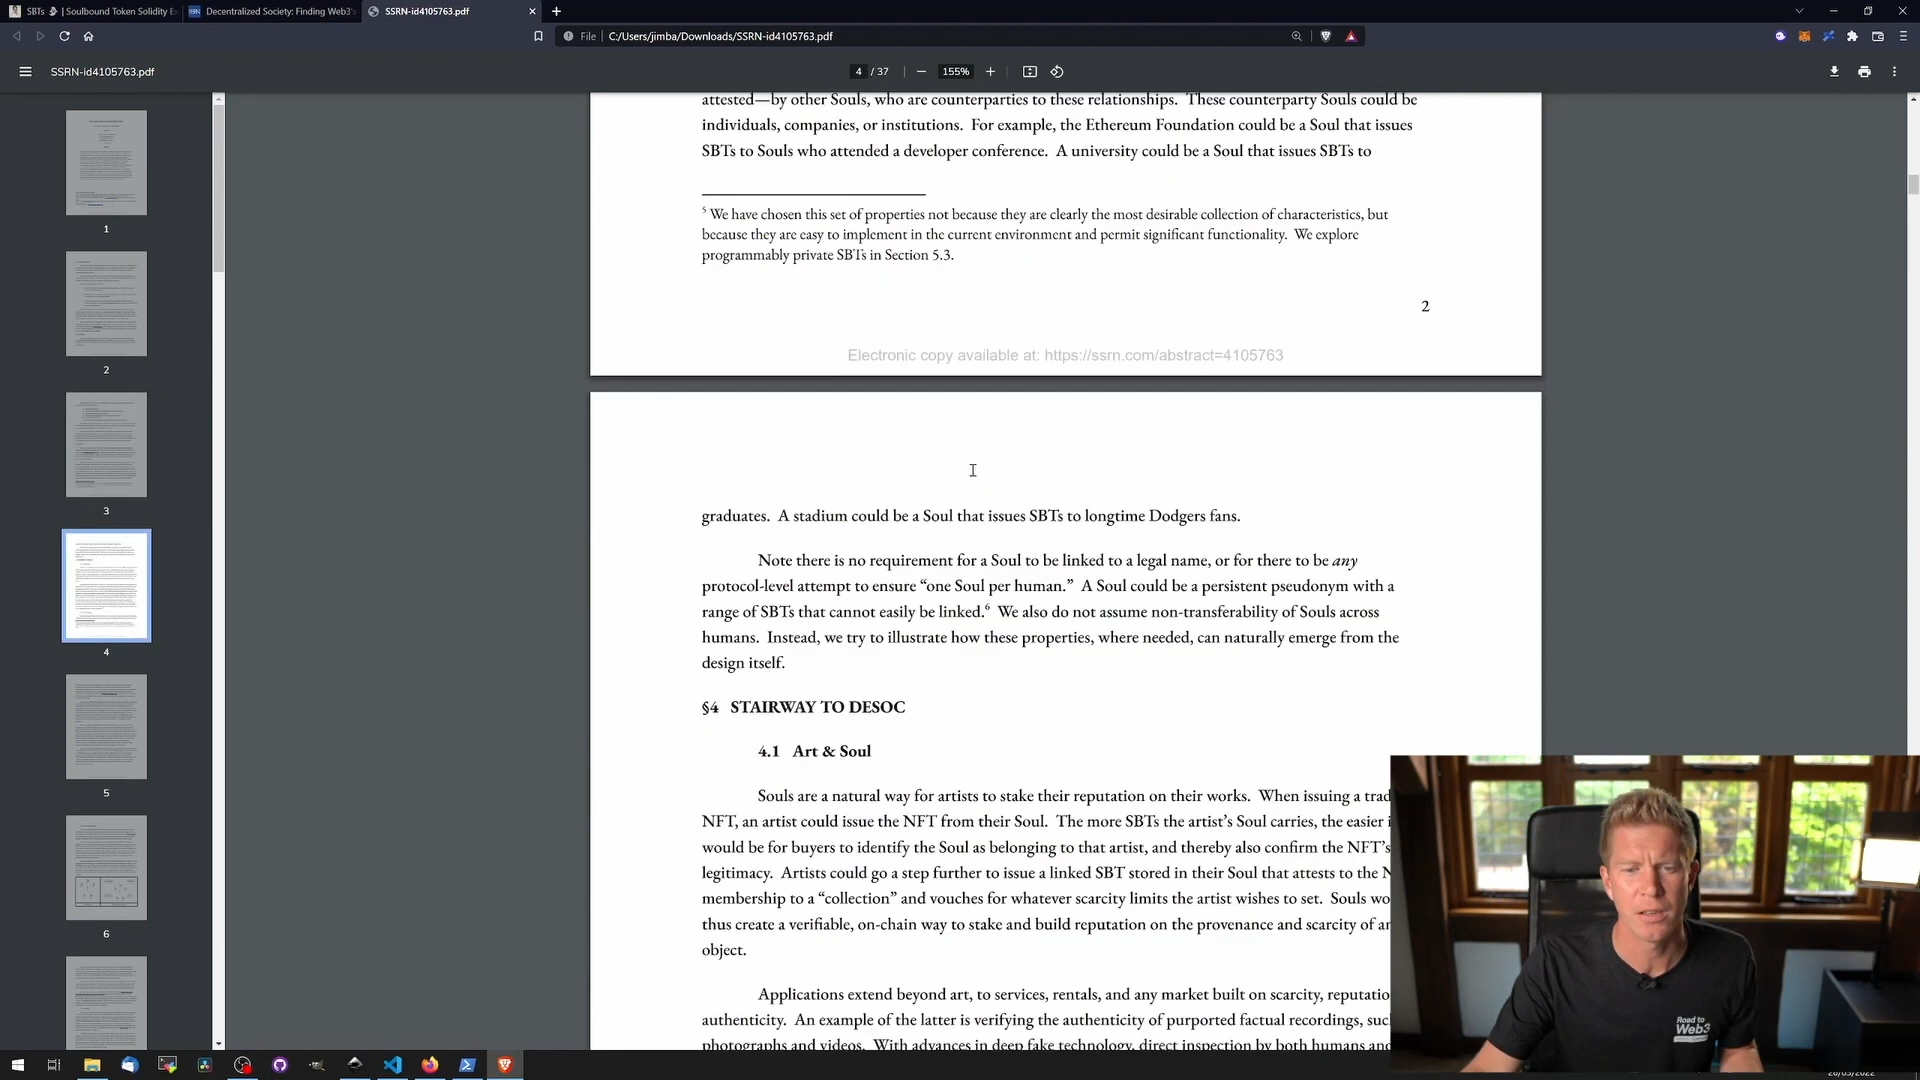 SBTs | Soulbound Token Solidity E
Decentralized Society: Finding Web3's
SSRN-id4105763.pdf
File
C:/Users/jimba/Downloads/SSRN-id4105763.pdf
SSRN-id4105763.pdf
4 / 37
155%
1
2
3
4
5
6
attested—by other Souls, who are counterparties to these relationships. These counterparty Souls could be
individuals, companies, or institutions. For example, the Ethereum Foundation could be a Soul that issues
SBTs to Souls who attended a developer conference. A university could be a Soul that issues SBTs to
5 We have chosen this set of properties not because they are clearly the most desirable collection of characteristics, but
because they are easy to implement in the current environment and permit significant functionality. We explore
programmably private SBTs in Section 5.3.
2
Electronic copy available at: https://ssrn.com/abstract=4105763
graduates. A stadium could be a Soul that issues SBTs to longtime Dodgers fans.
Note there is no requirement for a Soul to be linked to a legal name, or for there to be any
protocol-level attempt to ensure “one Soul per human.” A Soul could be a persistent pseudonym with a
range of SBTs that cannot easily be linked.6 We also do not assume non-transferability of Souls across
humans. Instead, we try to illustrate how these properties, where needed, can naturally emerge from the
design itself.
§4 STAIRWAY TO DESOC
4.1 Art & Soul
Souls are a natural way for artists to stake their reputation on their works. When issuing a trad
NFT, an artist could issue the NFT from their Soul. The more SBTs the artist’s Soul carries, the easier i
would be for buyers to identify the Soul as belonging to that artist, and thereby also confirm the NFT’s
legitimacy. Artists could go a step further to issue a linked SBT stored in their Soul that attests to the N
membership to a “collection” and vouches for whatever scarcity limits the artist wishes to set. Souls wo
thus create a verifiable, on-chain way to stake and build reputation on the provenance and scarcity of an
object.
Applications extend beyond art, to services, rentals, and any market built on scarcity, reputatio
authenticity. An example of the latter is verifying the authenticity of purported factual recordings, suc
photographs and videos. With advances in deep fake technology, direct inspection by both humans and
Road to
Web3